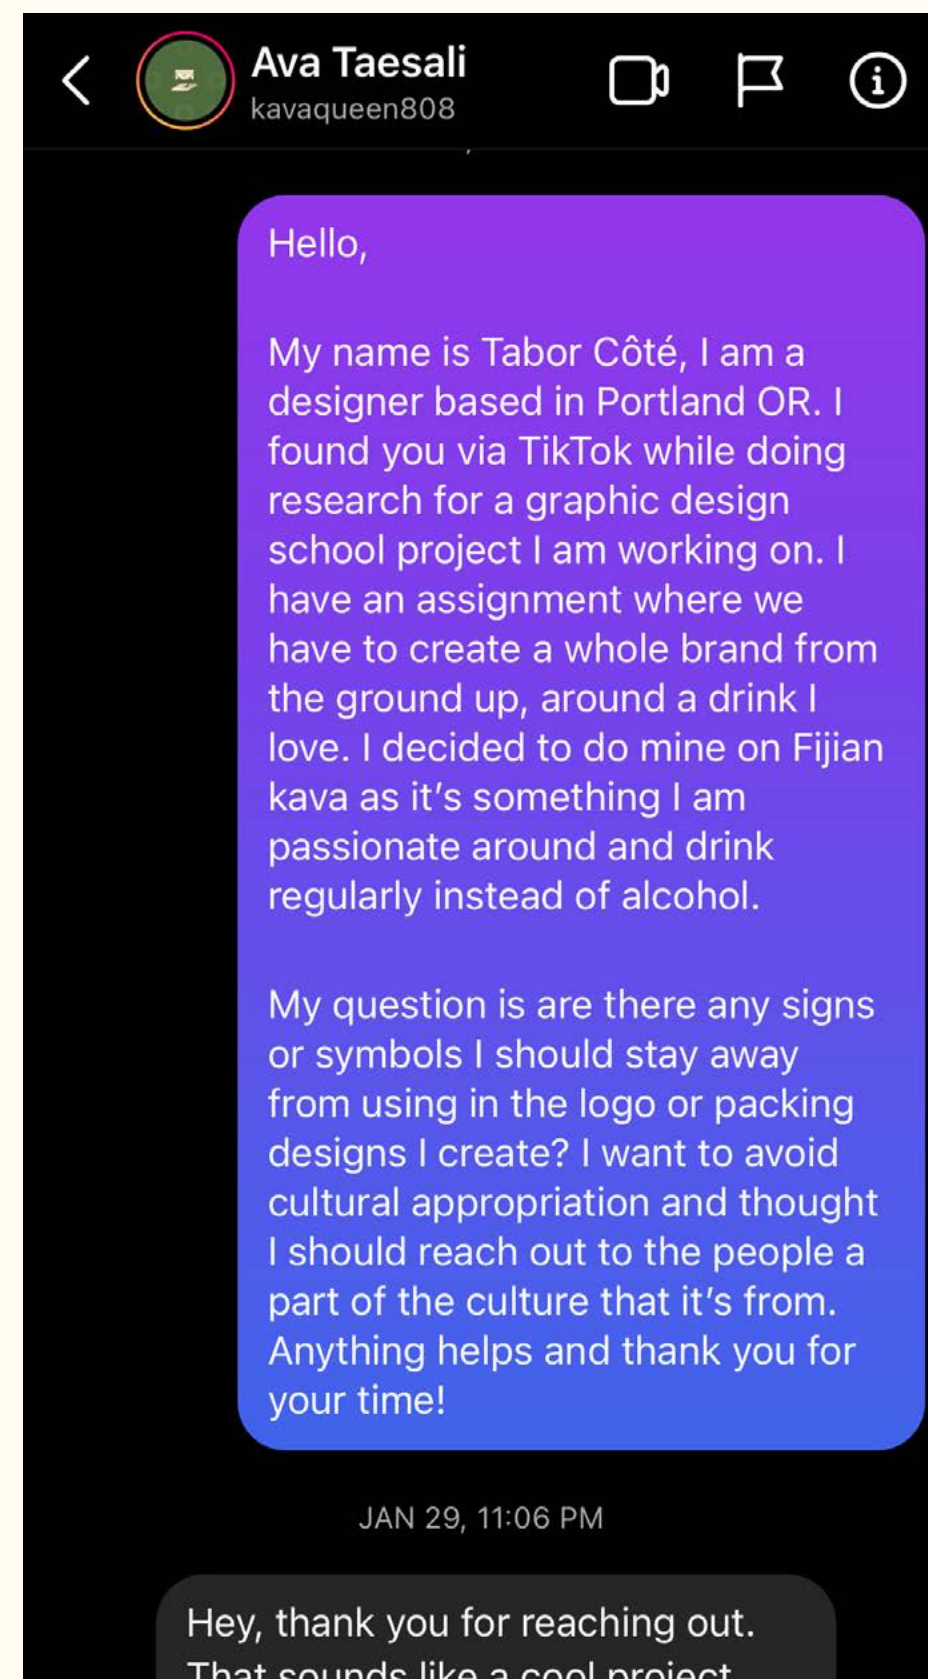 Ava Taesali
kavaqueen808
Hello,
My name is Tabor Côté, I am a
designer based in Portland OR. I
found you via TikTok while doing
research for a graphic design
school project I am working on. I
have an assignment where we
have to create a whole brand from
the ground up, around a drink I
love. I decided to do mine on Fijian
kava as it's something I am
passionate around and drink
regularly instead of alcohol.
My question is are there any signs
or symbols I should stay away
from using in the logo or packing
designs I create? I want to avoid
cultural appropriation and thought
I should reach out to the people a
part of the culture that it's from.
Anything helps and thank you for
your time!
JAN 29, 11:06 PM
Hey, thank you for reaching out.
That sounds like a cool project